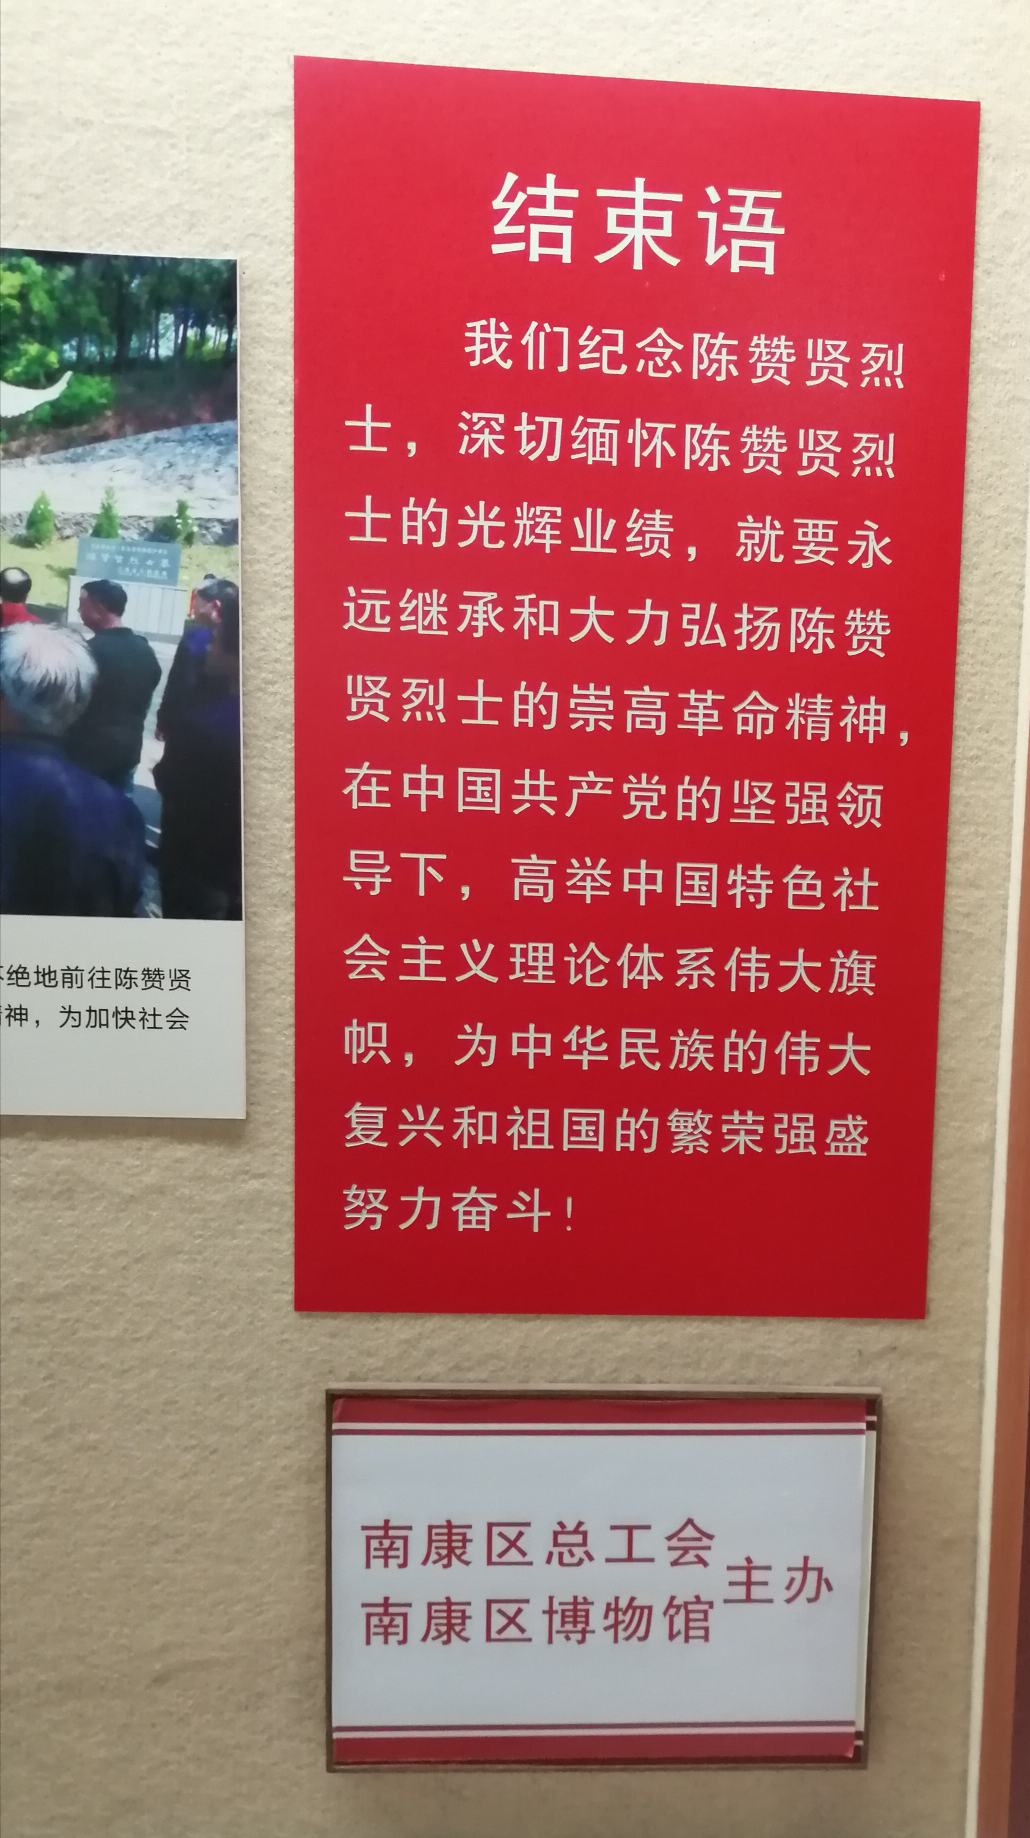 结束语
我们纪念陈赞贤烈
士，深切缅怀陈赞贤烈
士的光辉业绩，就要永
远继承和大力弘扬陈赞
贤烈士的崇高革命精神，
在中国共产党的坚强领
导下，高举中国特色社
会主义理论体系伟大旗
帜，为中华民族的伟大
复兴和祖国的繁荣强盛
努力奋斗！
绝地前往陈赞贤
神，为加快社会
南康区总工会
南康区博物馆
主办